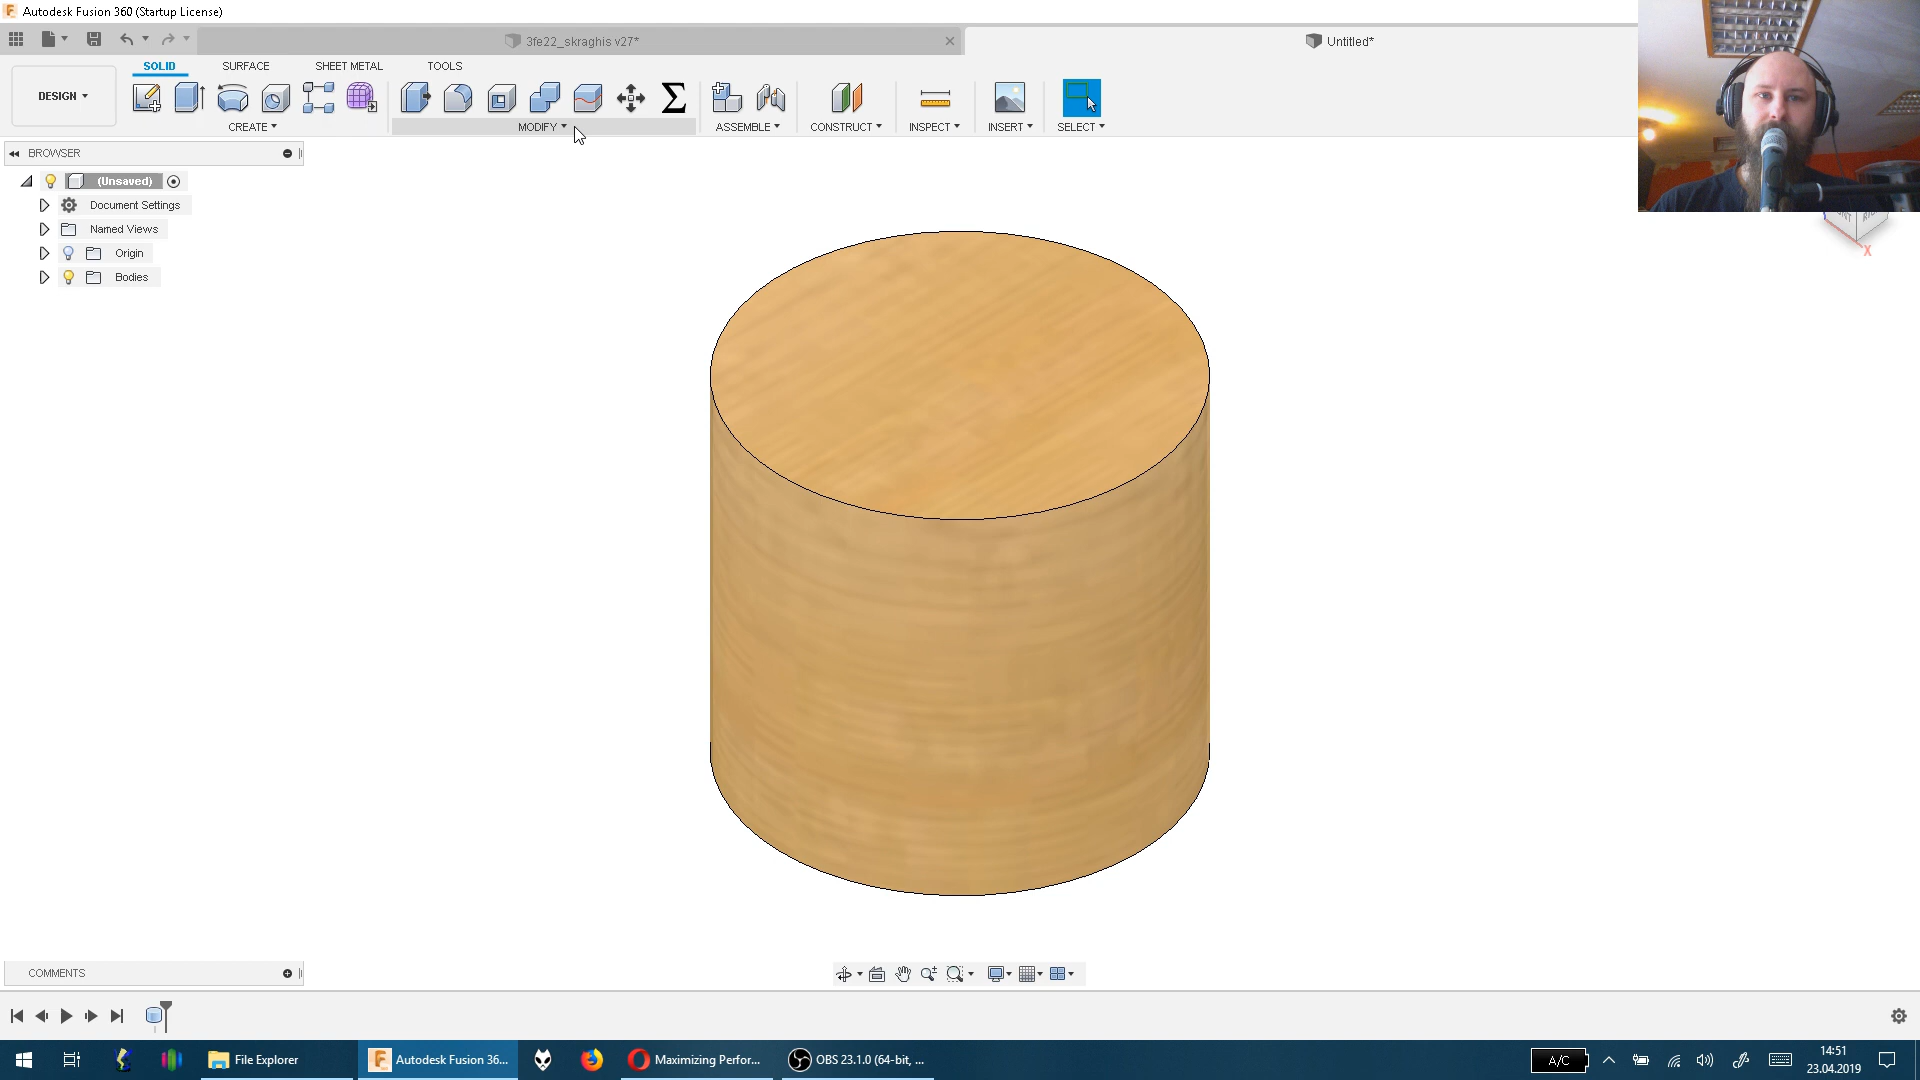 Autodesk Fusion 360 (Startup License)
3fe22_skraghis v27*
Untitled*
DESIGN
SOLID
SURFACE
SHEET METAL
TOOLS
CREATE
MODIFY
ASSEMBLE
CONSTRUCT
INSPECT
INSERT
SELECT
BROWSER
(Unsaved)
Document Settings
Named Views
Origin
Bodies
X
COMMENTS
File Explorer
Autodesk Fusion 36...
Maximizing Perfor...
OBS 23.1.0 (64-bit, ...
A/C
14:51
23.04.2019